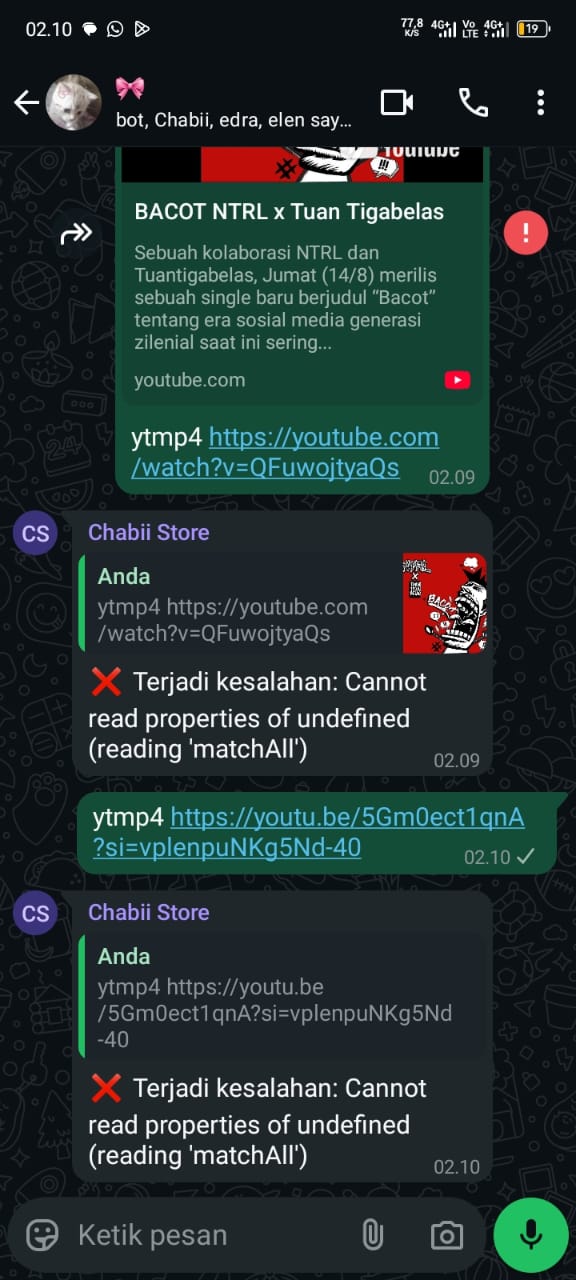 02.10
77,8 K/S 4G+ Vo LTE 4G+ 19
🎀
bot, Chabii, edra, elen say...
YouTube
!!!
BACOT NTRL x Tuan Tigabelas
Sebuah kolaborasi NTRL dan
Tuantigabelas, Jumat (14/8) merilis
sebuah single baru berjudul “Bacot”
tentang era sosial media generasi
zilenial saat ini sering...
youtube.com
ytmp4 https://youtube.com
/watch?v=QFuwojtyaQs 02.09
CS
Chabii Store
Anda
ytmp4 https://youtube.com
/watch?v=QFuwojtyaQs
BACOT
❌ Terjadi kesalahan: Cannot
read properties of undefined
(reading 'matchAll')
02.09
ytmp4 https://youtu.be/5Gm0ect1qnA
?si=vplenpuNKg5Nd-40 02.10
CS
Chabii Store
Anda
ytmp4 https://youtu.be
/5Gm0ect1qnA?si=vplenpuNKg5Nd
-40
❌ Terjadi kesalahan: Cannot
read properties of undefined
(reading 'matchAll')
02.10
Ketik pesan